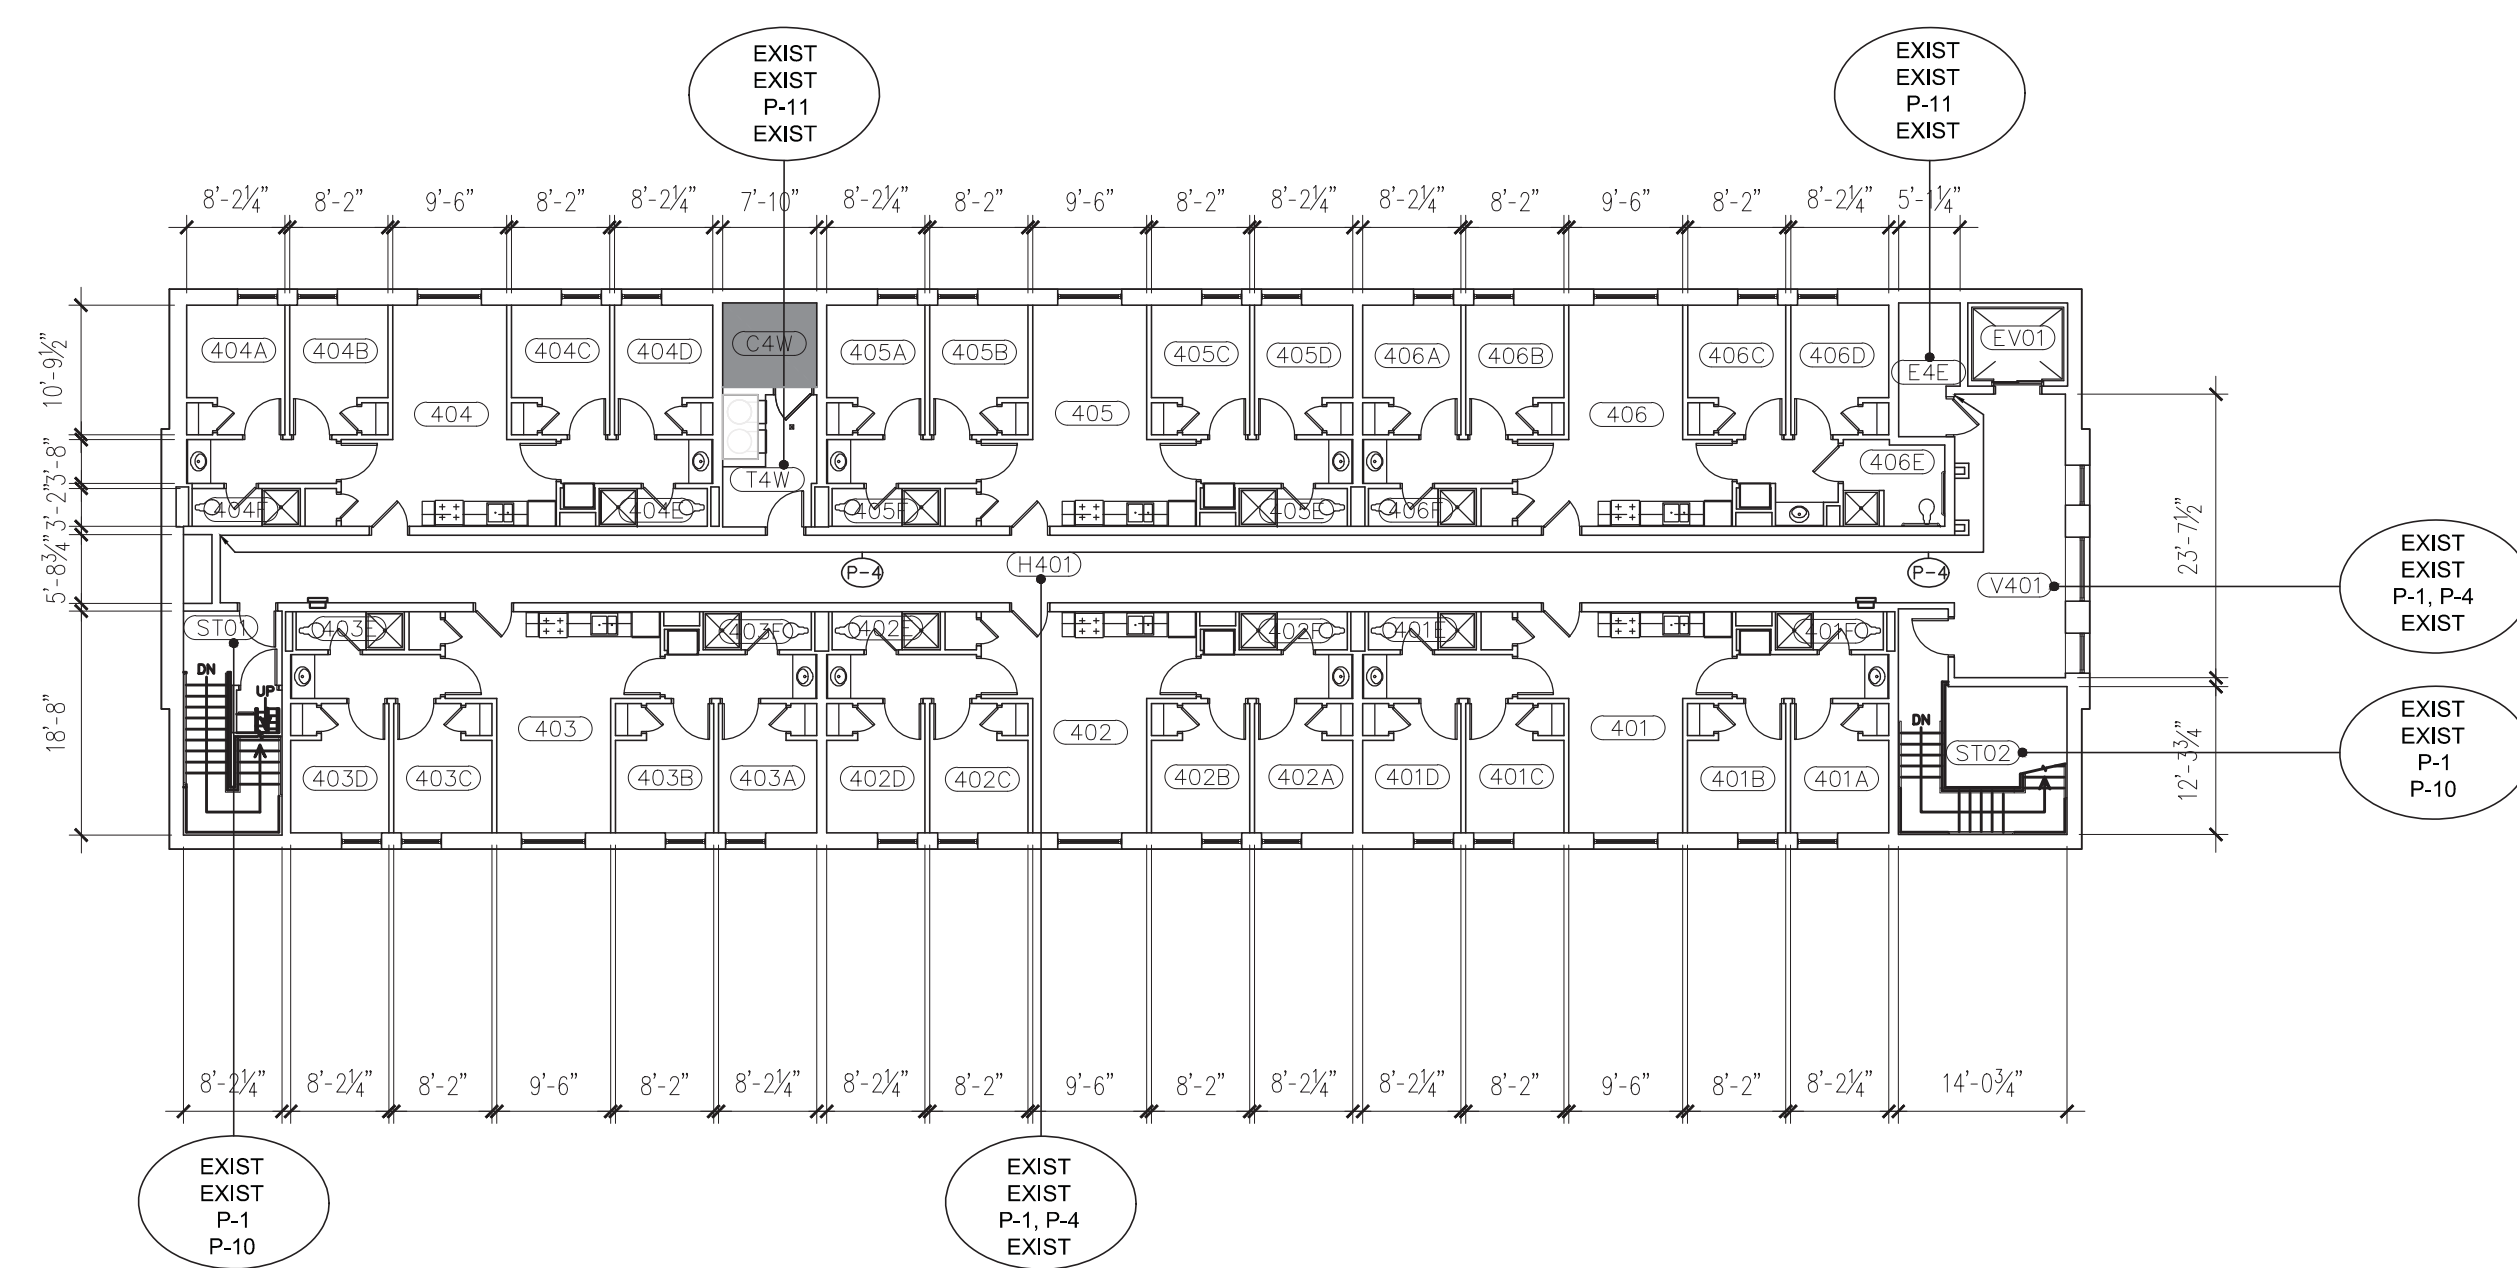 EXIST
EXIST
P-11
EXIST
EXIST
EXIST
P-11
EXIST
8'-2¼" 8'-2" 9'-6" 8'-2" 8'-2¼" 7'-10" 8'-2¼" 8'-2" 9'-6" 8'-2" 8'-2¼" 8'-2¼" 8'-2" 9'-6" 8'-2" 8'-2¼" 5'-1¼"
10'-9½"
3'-8"
3'-2"
5'-8¾"
18'-8"
404A 404B 404C 404D C4W 405A 405B 405C 405D 406A 406B 406C 406D E4E EV01
404 405 406
T4W 406E
404F 404E 405F 405E 406F
P-4 H401 P-4 V401
23'-7½"
EXIST
EXIST
P-1, P-4
EXIST
ST01 403E 403F 402E 402F 401E 401F
DN UP
403 402 401
DN
ST02
403D 403C 403B 403A 402D 402C 402B 402A 401D 401C 401B 401A
12'-3¾"
EXIST
EXIST
P-1
P-10
8'-2¼" 8'-2¼" 8'-2" 9'-6" 8'-2" 8'-2¼" 8'-2¼" 8'-2" 9'-6" 8'-2" 8'-2¼" 8'-2¼" 8'-2" 9'-6" 8'-2" 8'-2¼" 14'-0¾"
EXIST
EXIST
P-1
P-10
EXIST
EXIST
P-1, P-4
EXIST